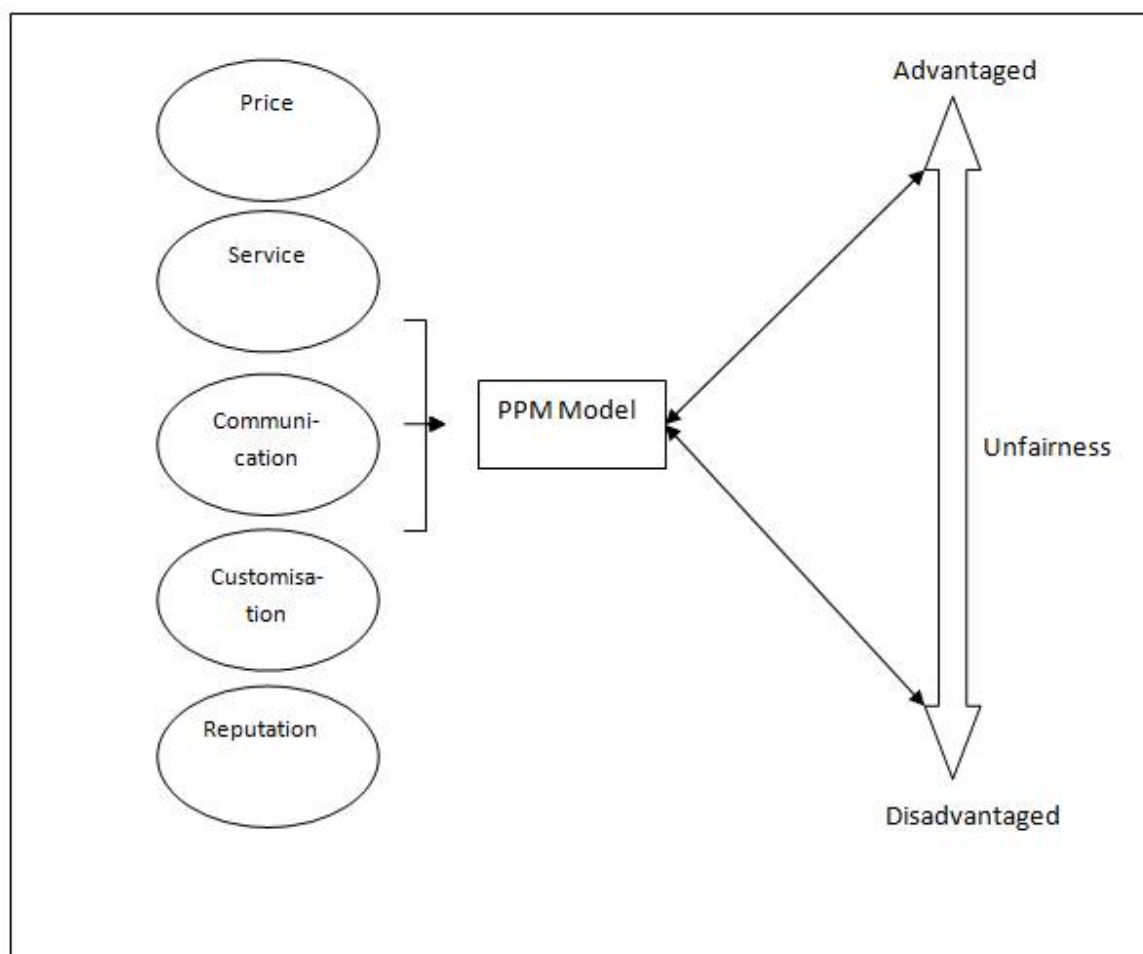 Price
Service
Communi-
cation
Customisa-
tion
Reputation
PPM Model
Advantaged
Unfairness
Disadvantaged